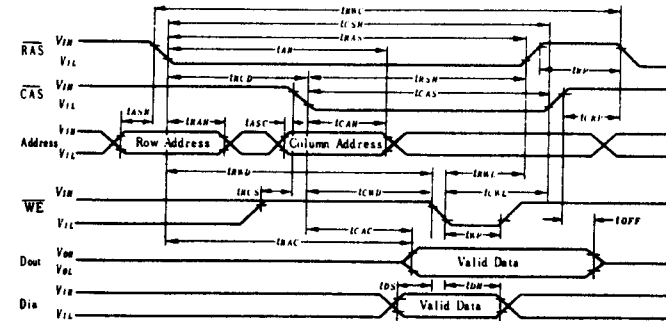 tRWC
tCSH
RAS
VIH
VIL
tRAS
tAR
tRP
tRCD
tRSH
CAS
VIH
VIL
tCAS
tCRP
tASR
tRAH
tASC
tCAH
Address
VIH
VIL
Row Address
Column Address
tRWD
tRWL
tRCS
tCWD
tCWL
WE
VIH
VIL
tWP
tOFF
tCAC
tRAC
Dout
VOH
VOL
Valid Data
tDS
tDH
Din
VIH
VIL
Valid Data